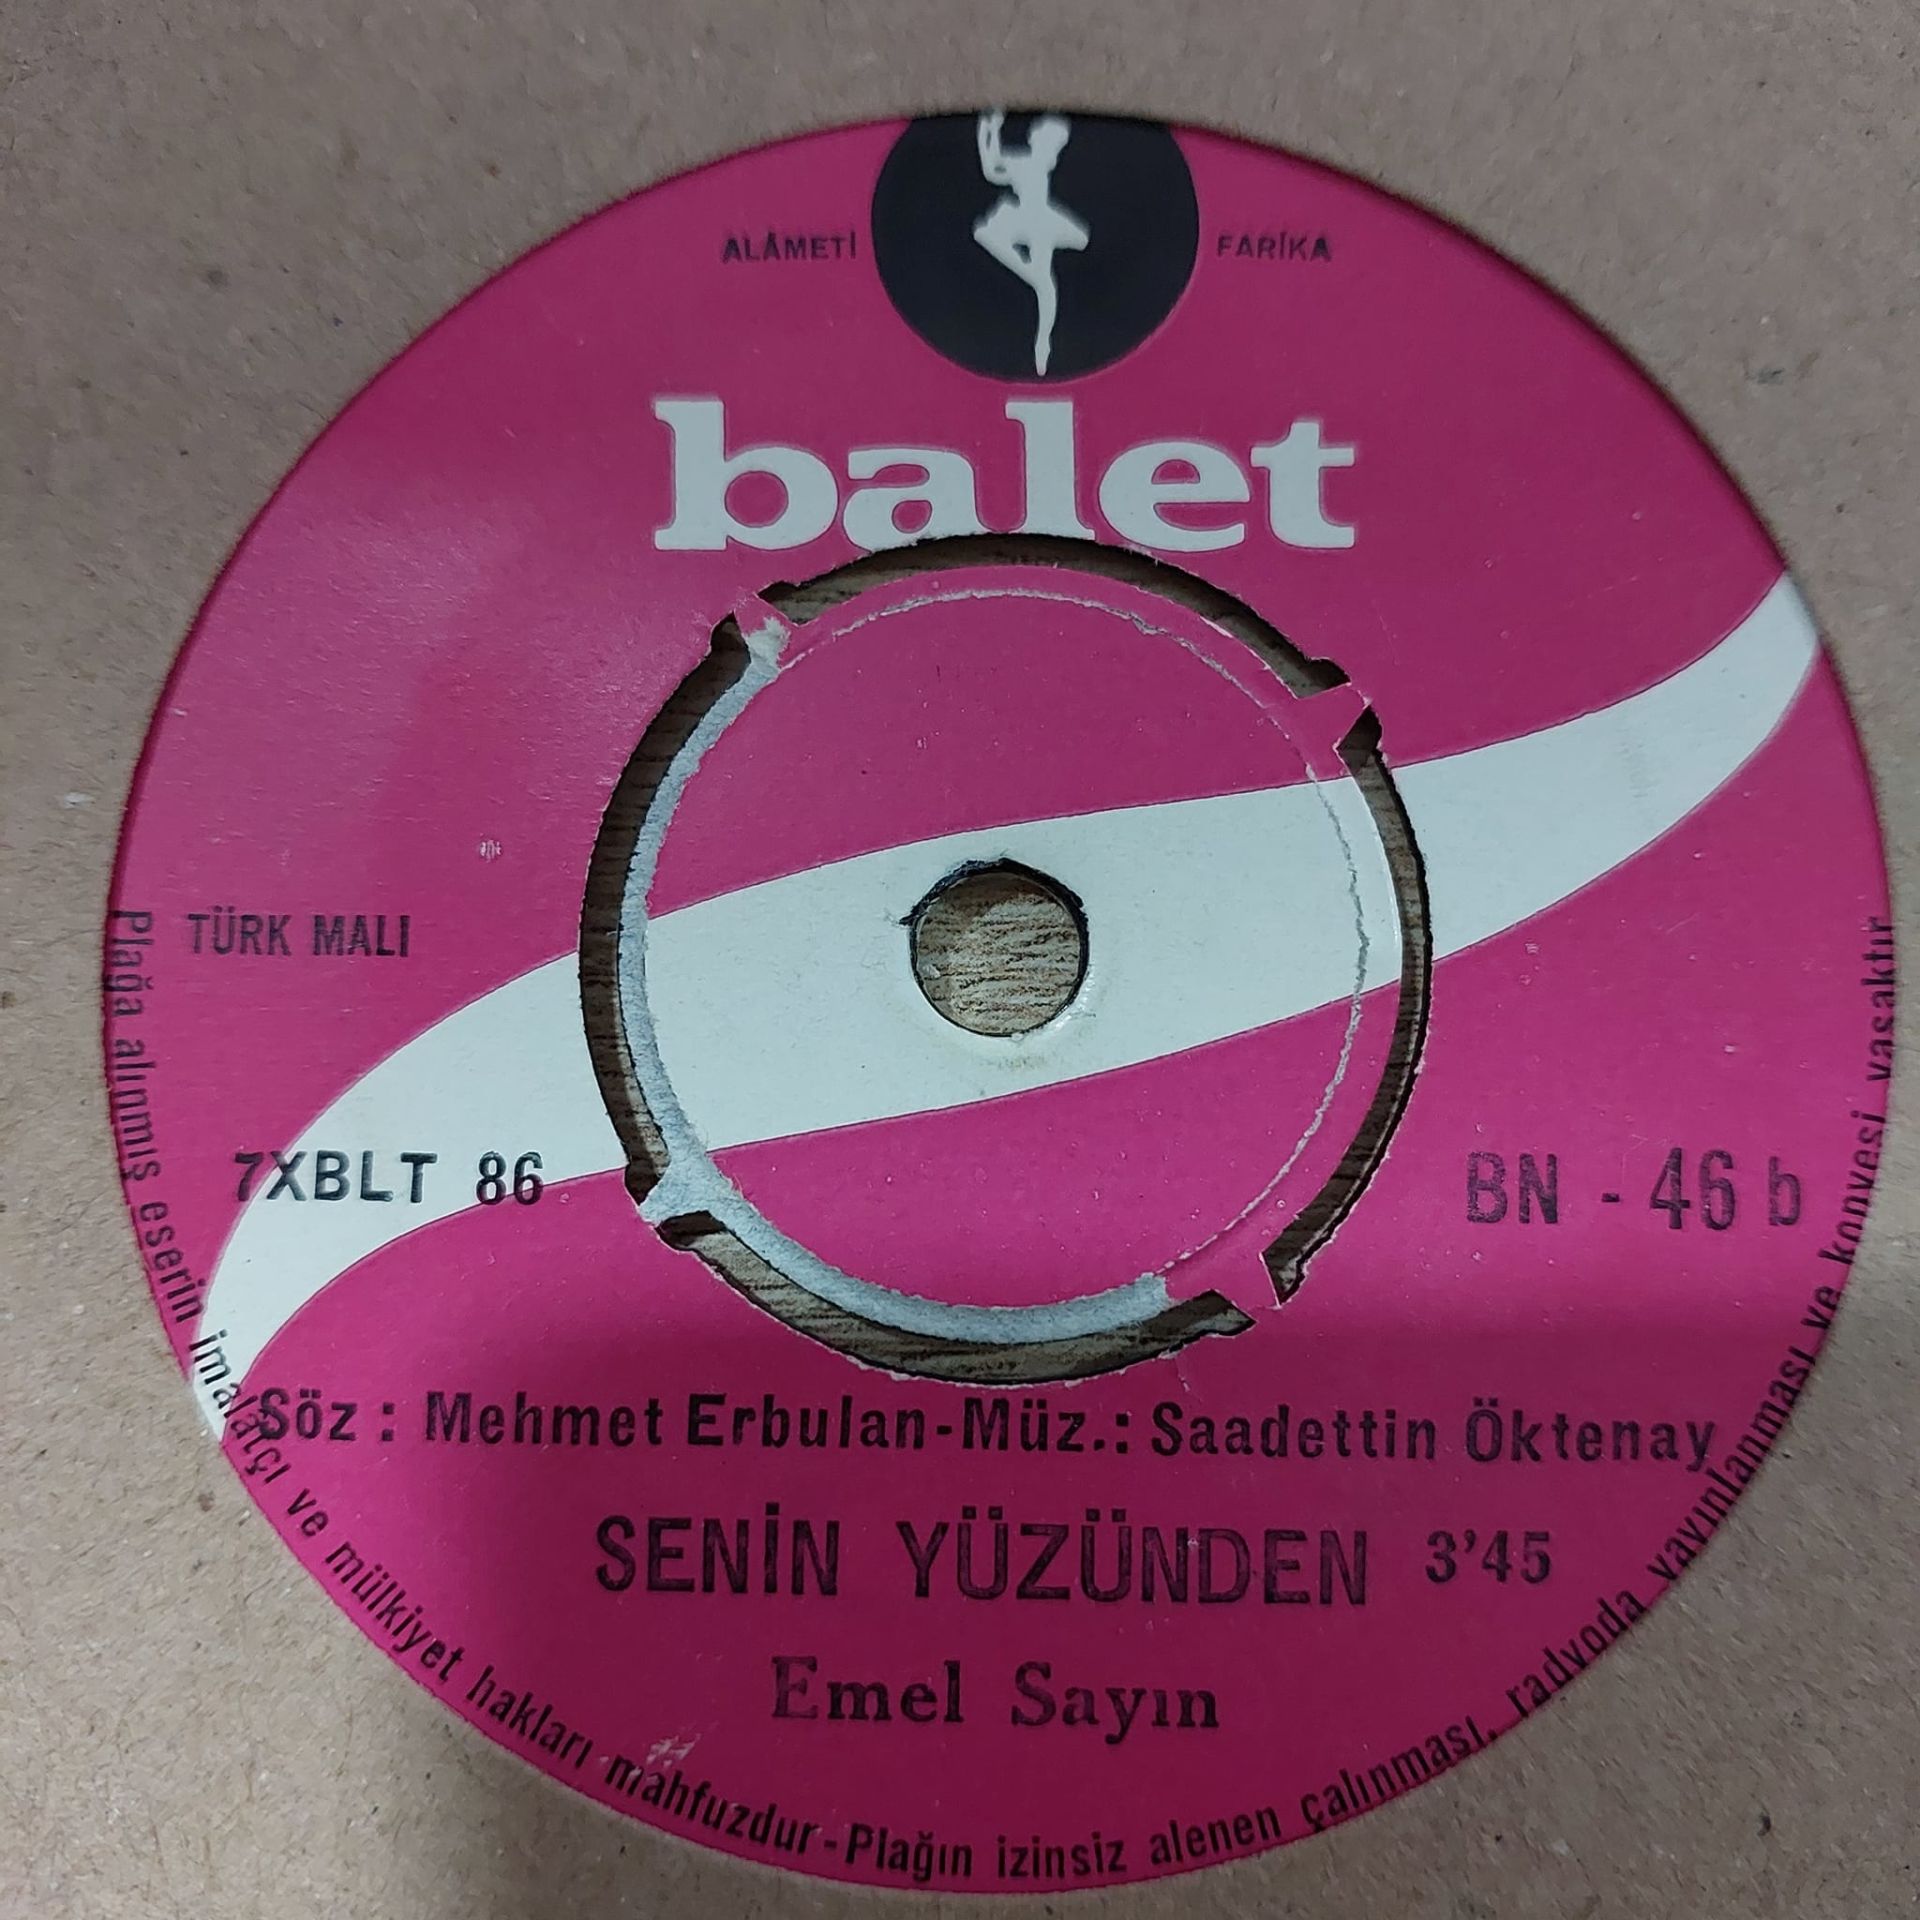 ALÂMETİ FARİKA
balet
TÜRK MALI
7XBLT 86
BN - 46 b
Söz : Mehmet Erbulan-Müz.: Saadettin Öktenay
SENİN YÜZÜNDEN 3'45
Emel Sayın
Plağa alınmış eserin imalâtçı ve mülkiyet hakları mahfuzdur-Plağın izinsiz alenen çalınması, radyoda yayınlanması ve kopyesi yasaktır